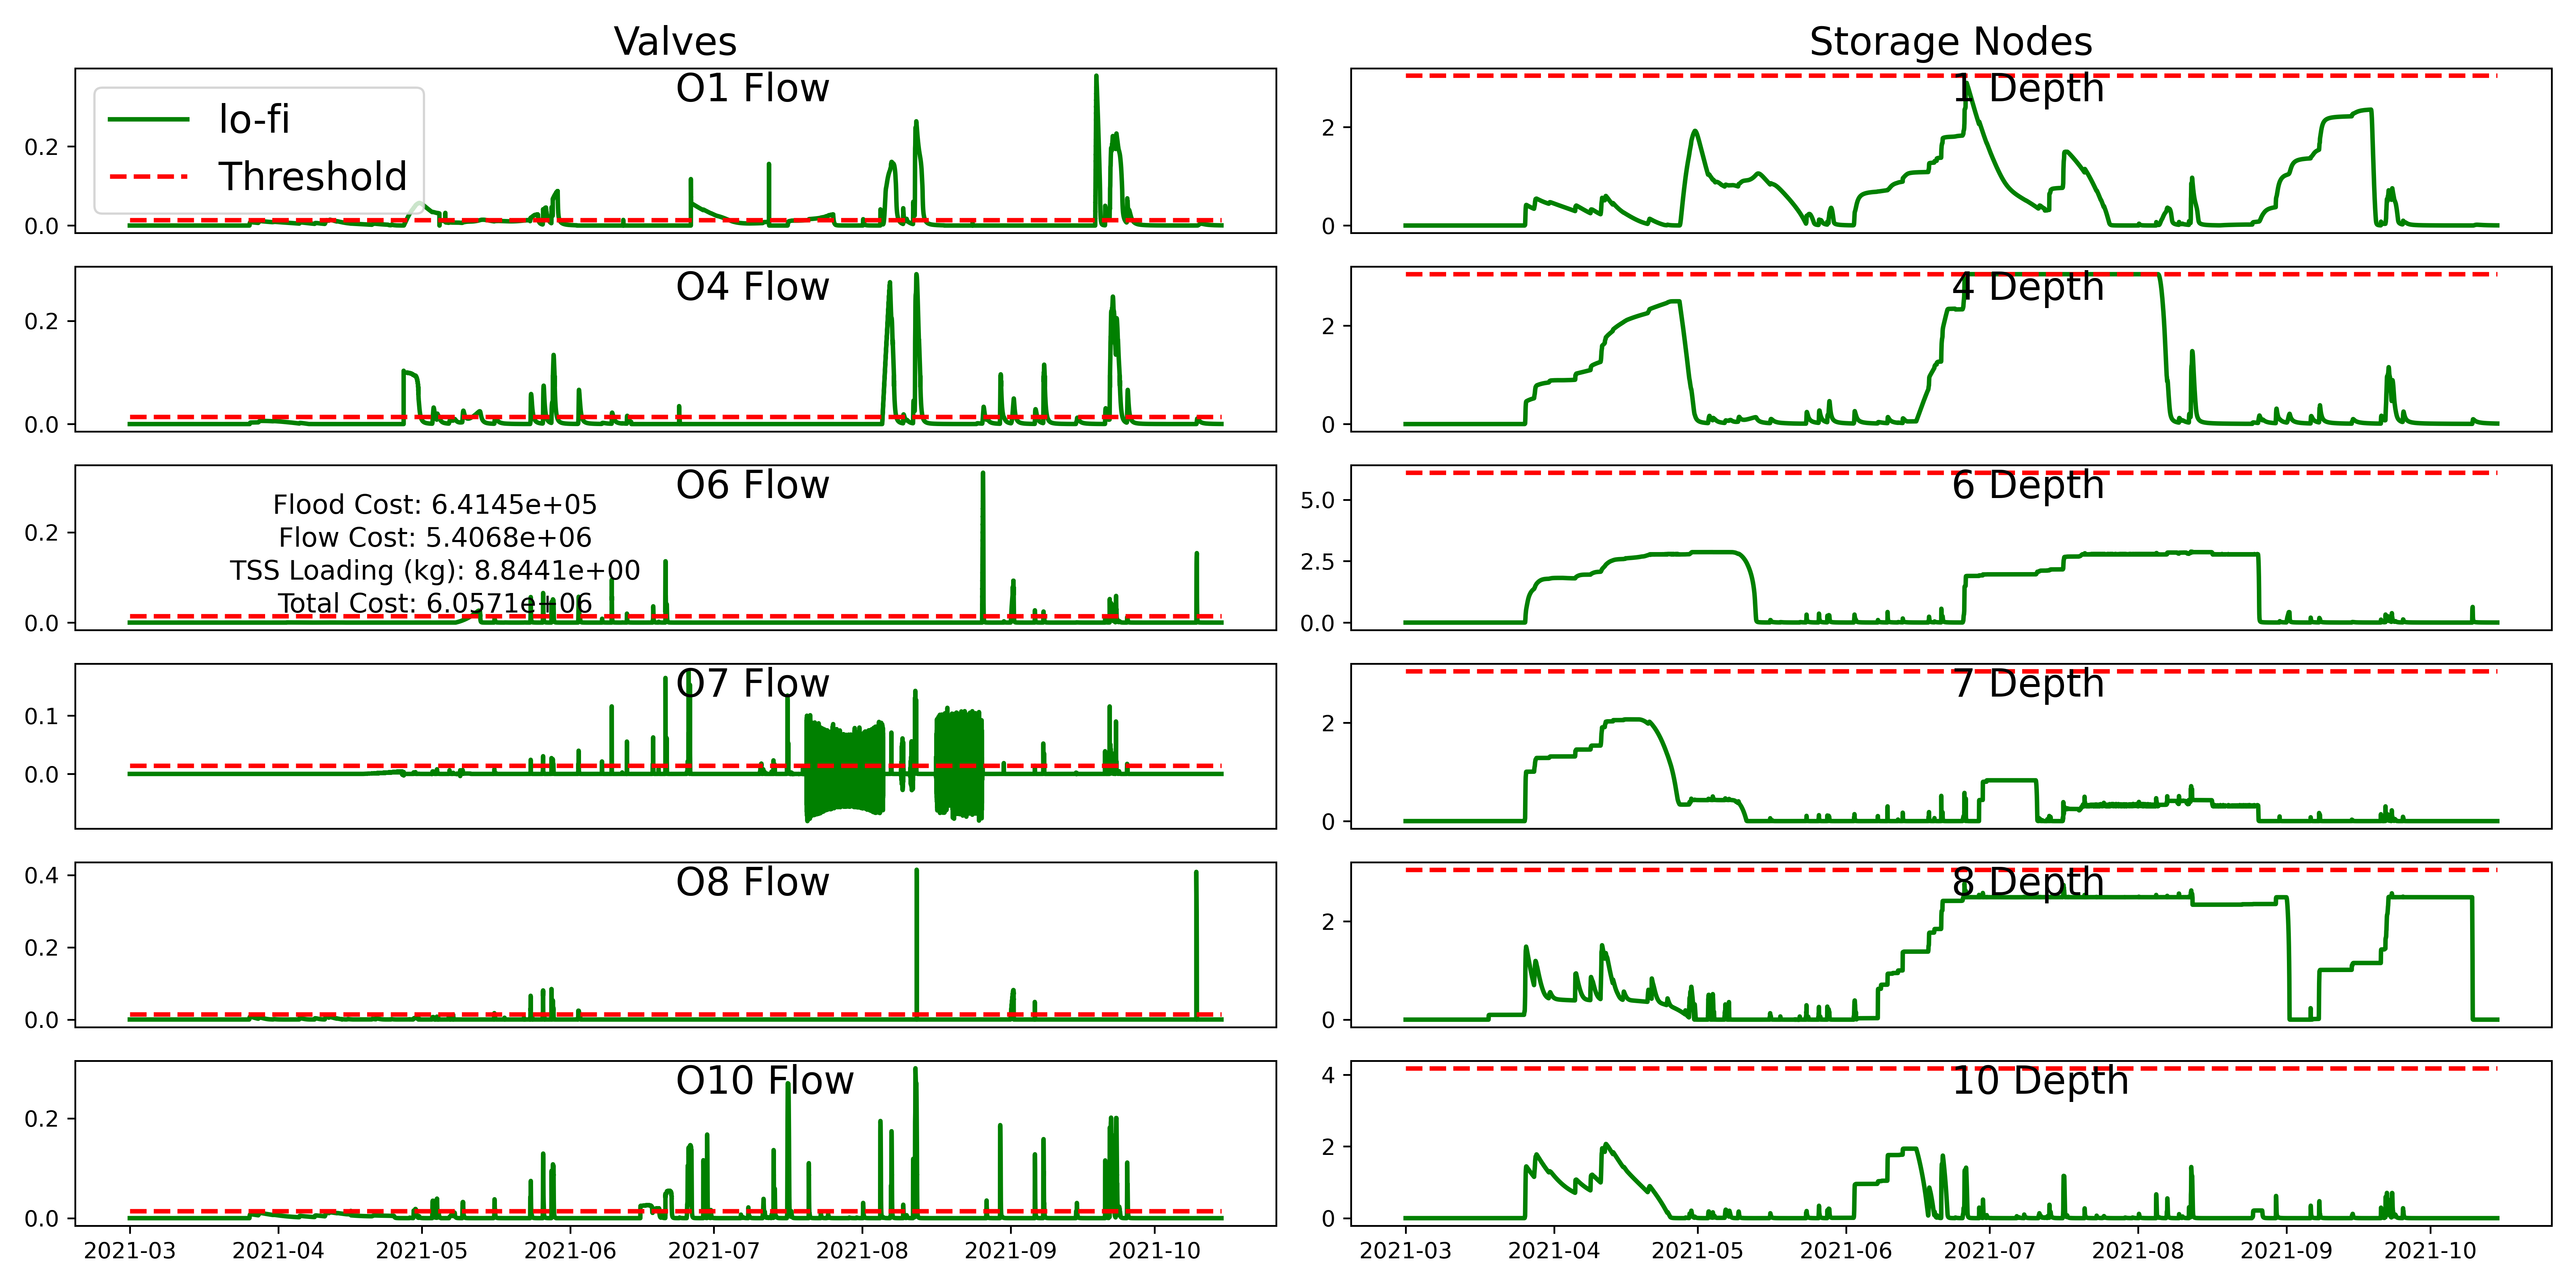 Valves
Storage Nodes
O1 Flow
lo-fi
Threshold
0.2
0.0
1 Depth
2
0
O4 Flow
0.2
0.0
4 Depth
2
0
O6 Flow
Flood Cost: 6.4145e+05
Flow Cost: 5.4068e+06
TSS Loading (kg): 8.8441e+00
Total Cost: 6.0571e+06
0.2
0.0
6 Depth
5.0
2.5
0.0
O7 Flow
0.1
0.0
7 Depth
2
0
O8 Flow
0.4
0.2
0.0
8 Depth
2
0
O10 Flow
0.2
0.0
2021-03 2021-04 2021-05 2021-06 2021-07 2021-08 2021-09 2021-10
10 Depth
4
2
0
2021-03 2021-04 2021-05 2021-06 2021-07 2021-08 2021-09 2021-10